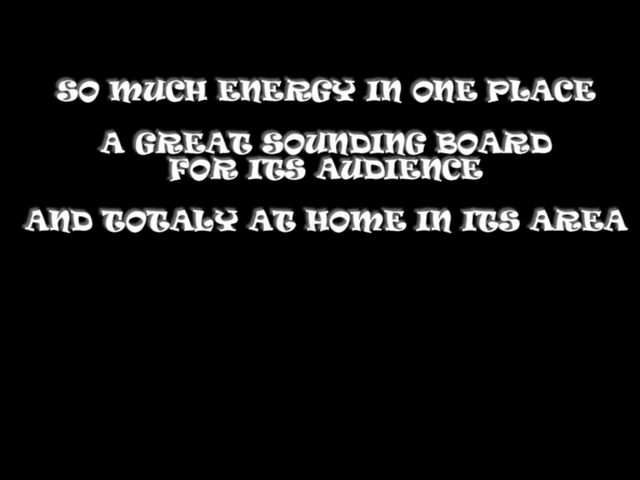 SO MUCH ENERGY IN ONE PLACE
A GREAT SOUNDING BOARD
FOR ITS AUDIENCE
AND TOTALY AT HOME IN ITS AREA